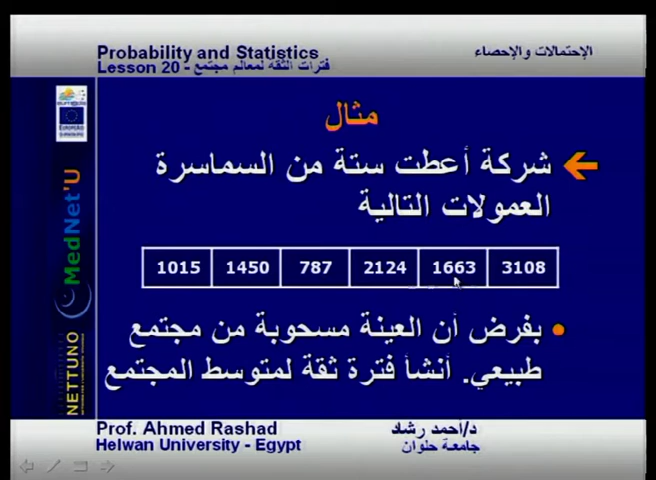 Probability and Statistics
الإحتمالات والإحصاء
Lesson 20 - فترات الثقه لمعالم مجتمع
مثال
شركة أعطت ستة من السماسرة
العمولات التالية
1015 1450 787 2124 1663 3108
بفرض أن العينة مسحوبة من مجتمع
طبيعي. أنشأ فترة ثقة لمتوسط المجتمع
MedNet'U
NETTUNO
Prof. Ahmed Rashad
د/أحمد رشاد
Helwan University - Egypt
جامعة حلوان